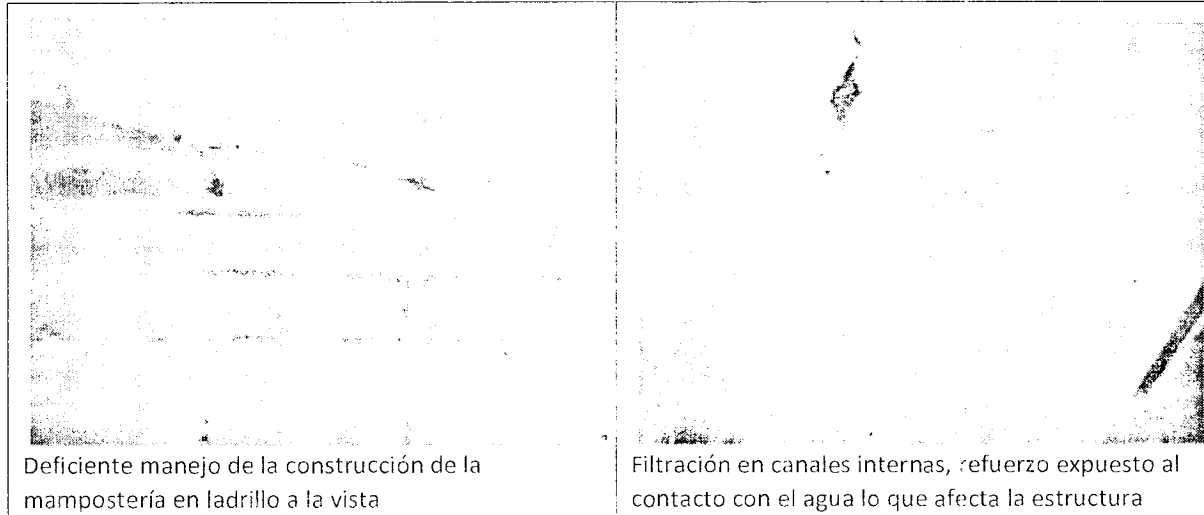 Deficiente manejo de la construcción de la
mampostería en ladrillo a la vista
Filtración en canales internas, refuerzo expuesto al
contacto con el agua lo que afecta la estructura